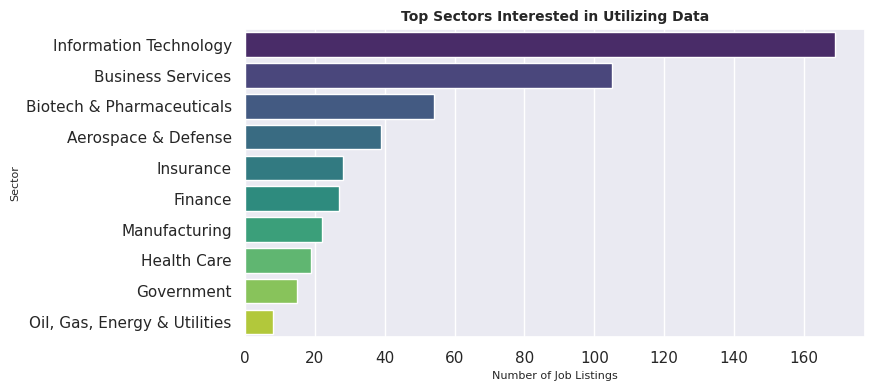 Top Sectors Interested in Utilizing Data
Sector
Information Technology
Business Services
Biotech & Pharmaceuticals
Aerospace & Defense
Insurance
Finance
Manufacturing
Health Care
Government
Oil, Gas, Energy & Utilities
0 20 40 60 80 100 120 140 160
Number of Job Listings